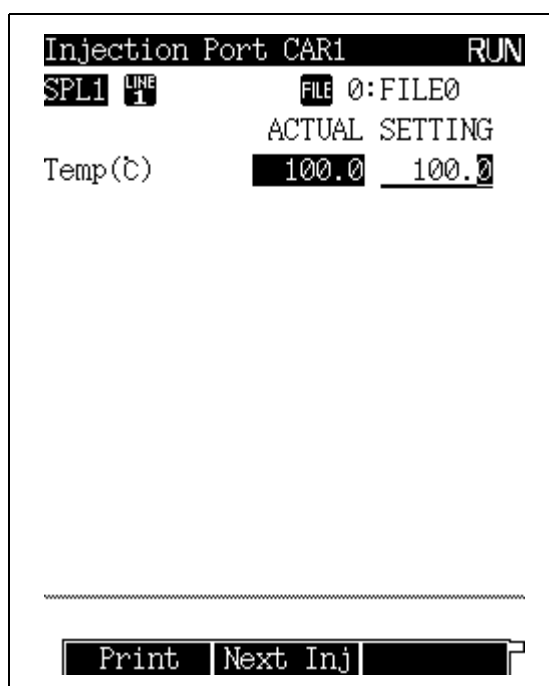 Injection Port CAR1 RUN
SPL1 LINE 1 FILE 0:FILE0
ACTUAL SETTING
Temp(℃) 100.0 100.0
Print Next Inj